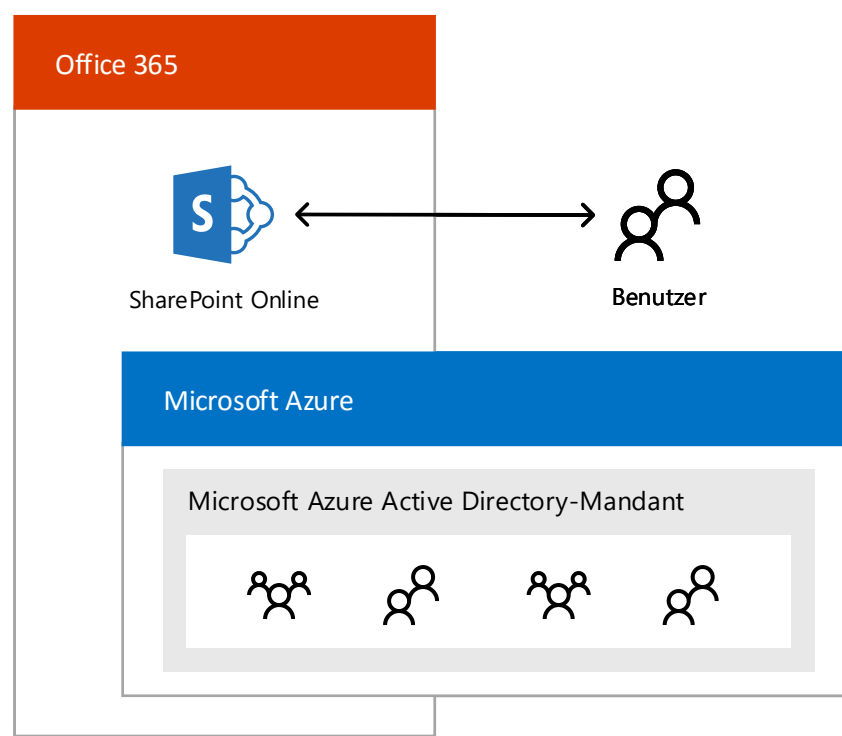 Office 365
S
SharePoint Online
Benutzer
Microsoft Azure
Microsoft Azure Active Directory-Mandant